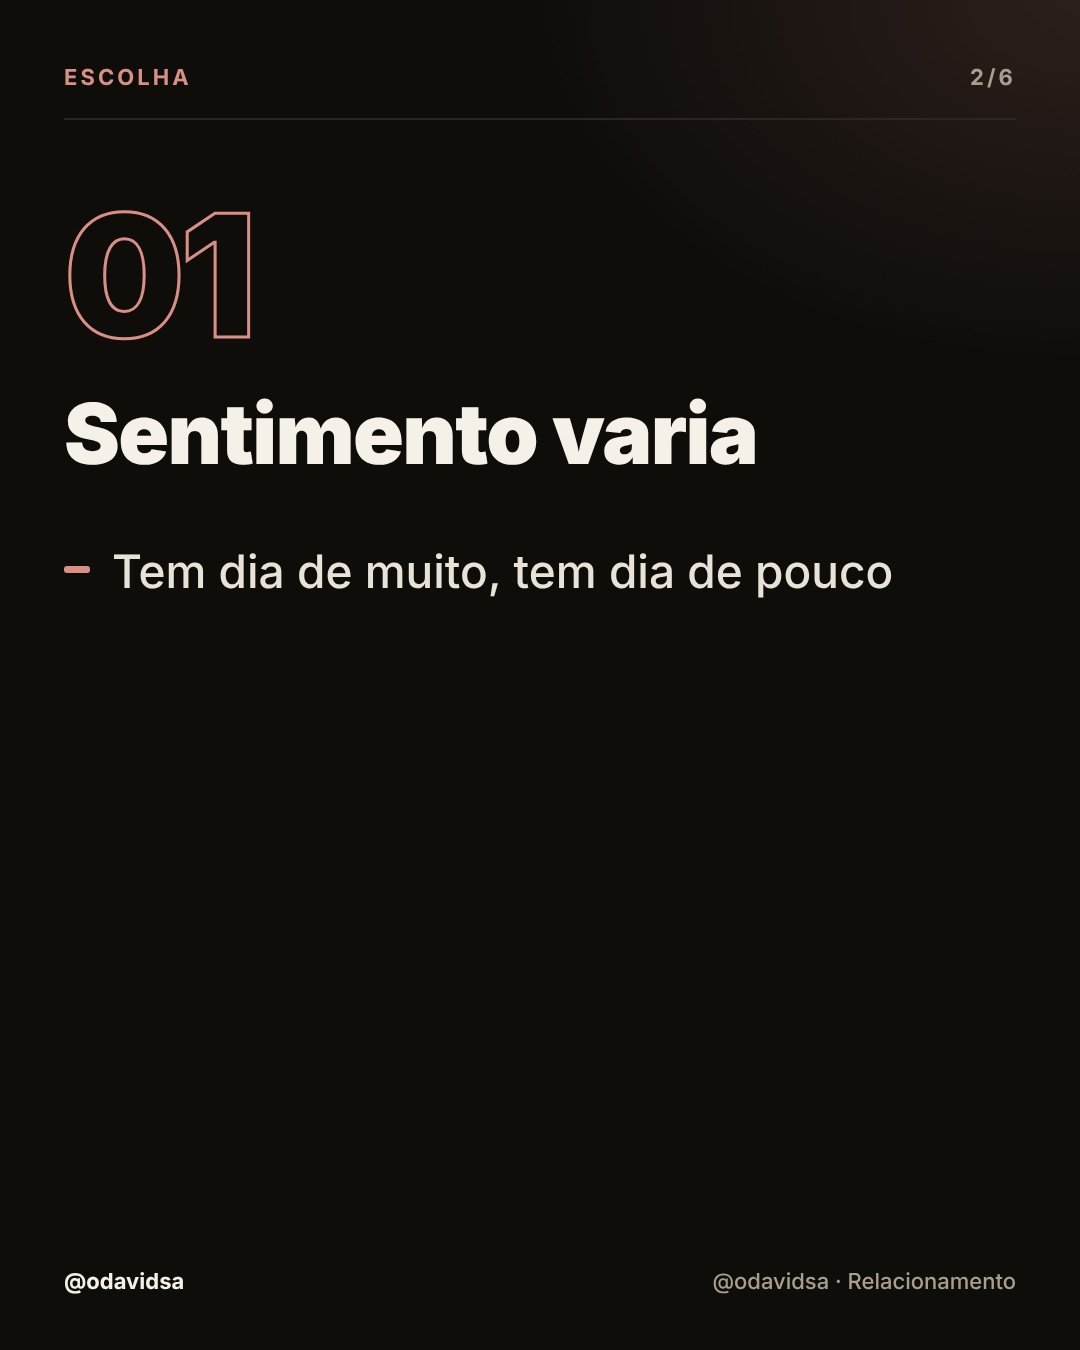 ESCOLHA
2/6
01
Sentimento varia
Tem dia de muito, tem dia de pouco
@odavidsa
@odavidsa · Relacionamento